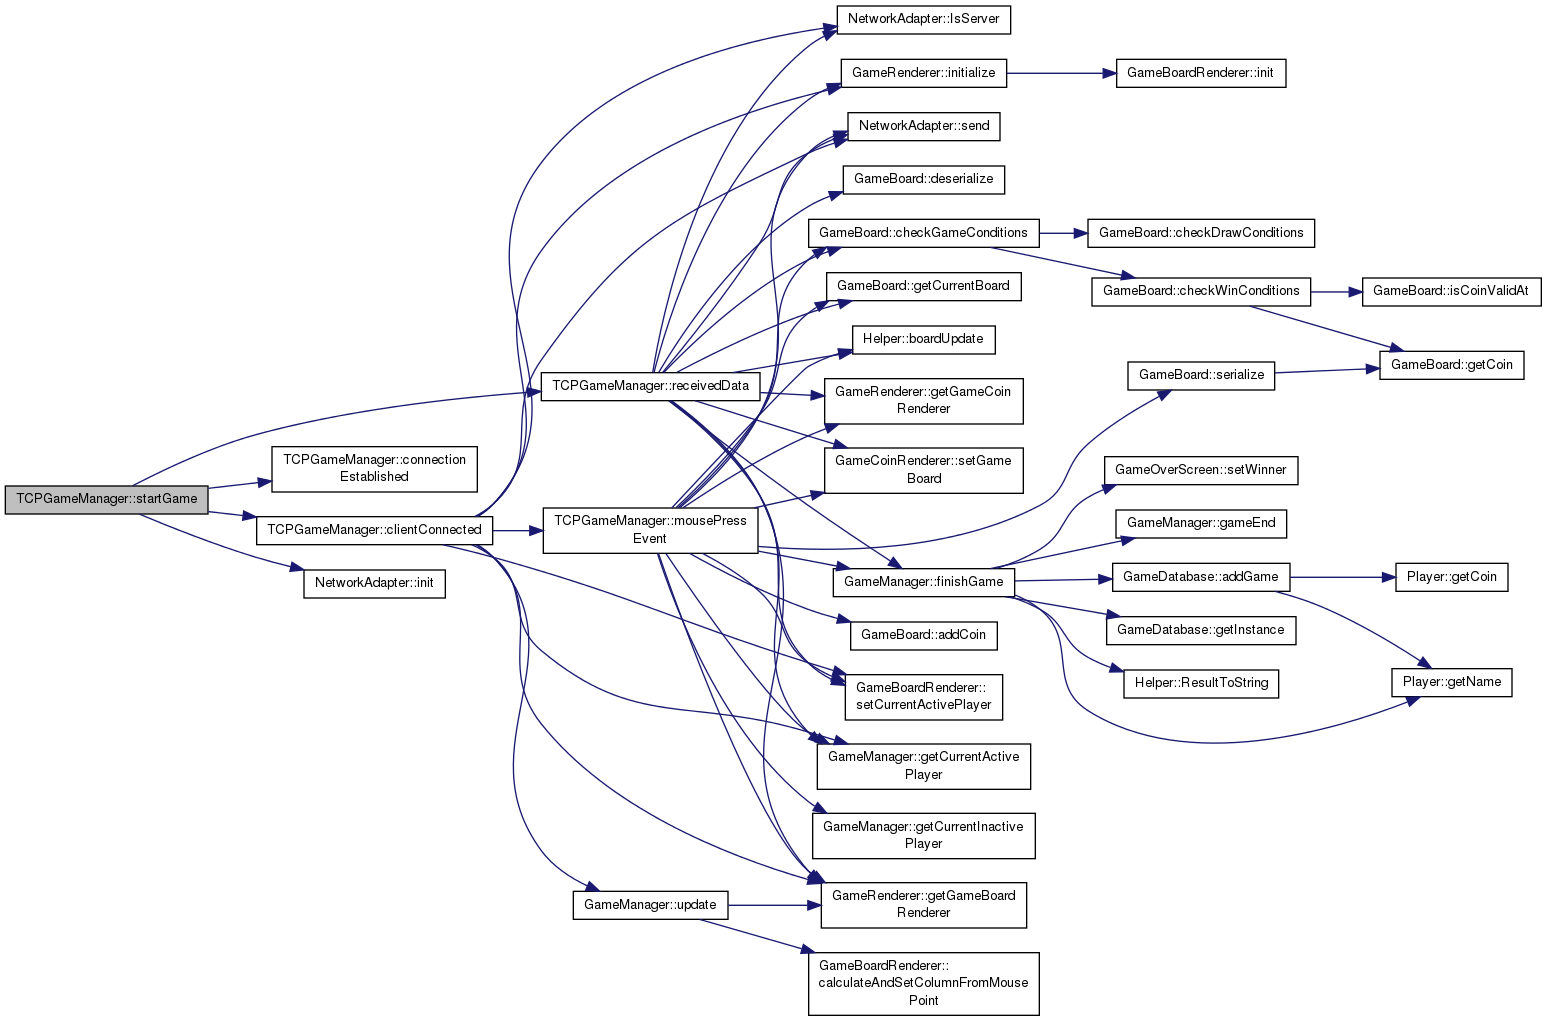 TCPGameManager::startGame
TCPGameManager::receivedData
TCPGameManager::connection
Established
TCPGameManager::clientConnected
NetworkAdapter::init
TCPGameManager::mousePress
Event
GameManager::update
NetworkAdapter::IsServer
GameRenderer::initialize
NetworkAdapter::send
GameBoard::deserialize
GameBoard::checkGameConditions
GameBoard::getCurrentBoard
Helper::boardUpdate
GameRenderer::getGameCoin
Renderer
GameCoinRenderer::setGame
Board
GameManager::finishGame
GameBoard::addCoin
GameBoardRenderer::
setCurrentActivePlayer
GameManager::getCurrentActive
Player
GameManager::getCurrentInactive
Player
GameRenderer::getGameBoard
Renderer
GameBoardRenderer::
calculateAndSetColumnFromMouse
Point
GameBoardRenderer::init
GameBoard::checkDrawConditions
GameBoard::checkWinConditions
GameBoard::serialize
GameOverScreen::setWinner
GameManager::gameEnd
GameDatabase::addGame
GameDatabase::getInstance
Helper::ResultToString
GameBoard::isCoinValidAt
GameBoard::getCoin
Player::getCoin
Player::getName